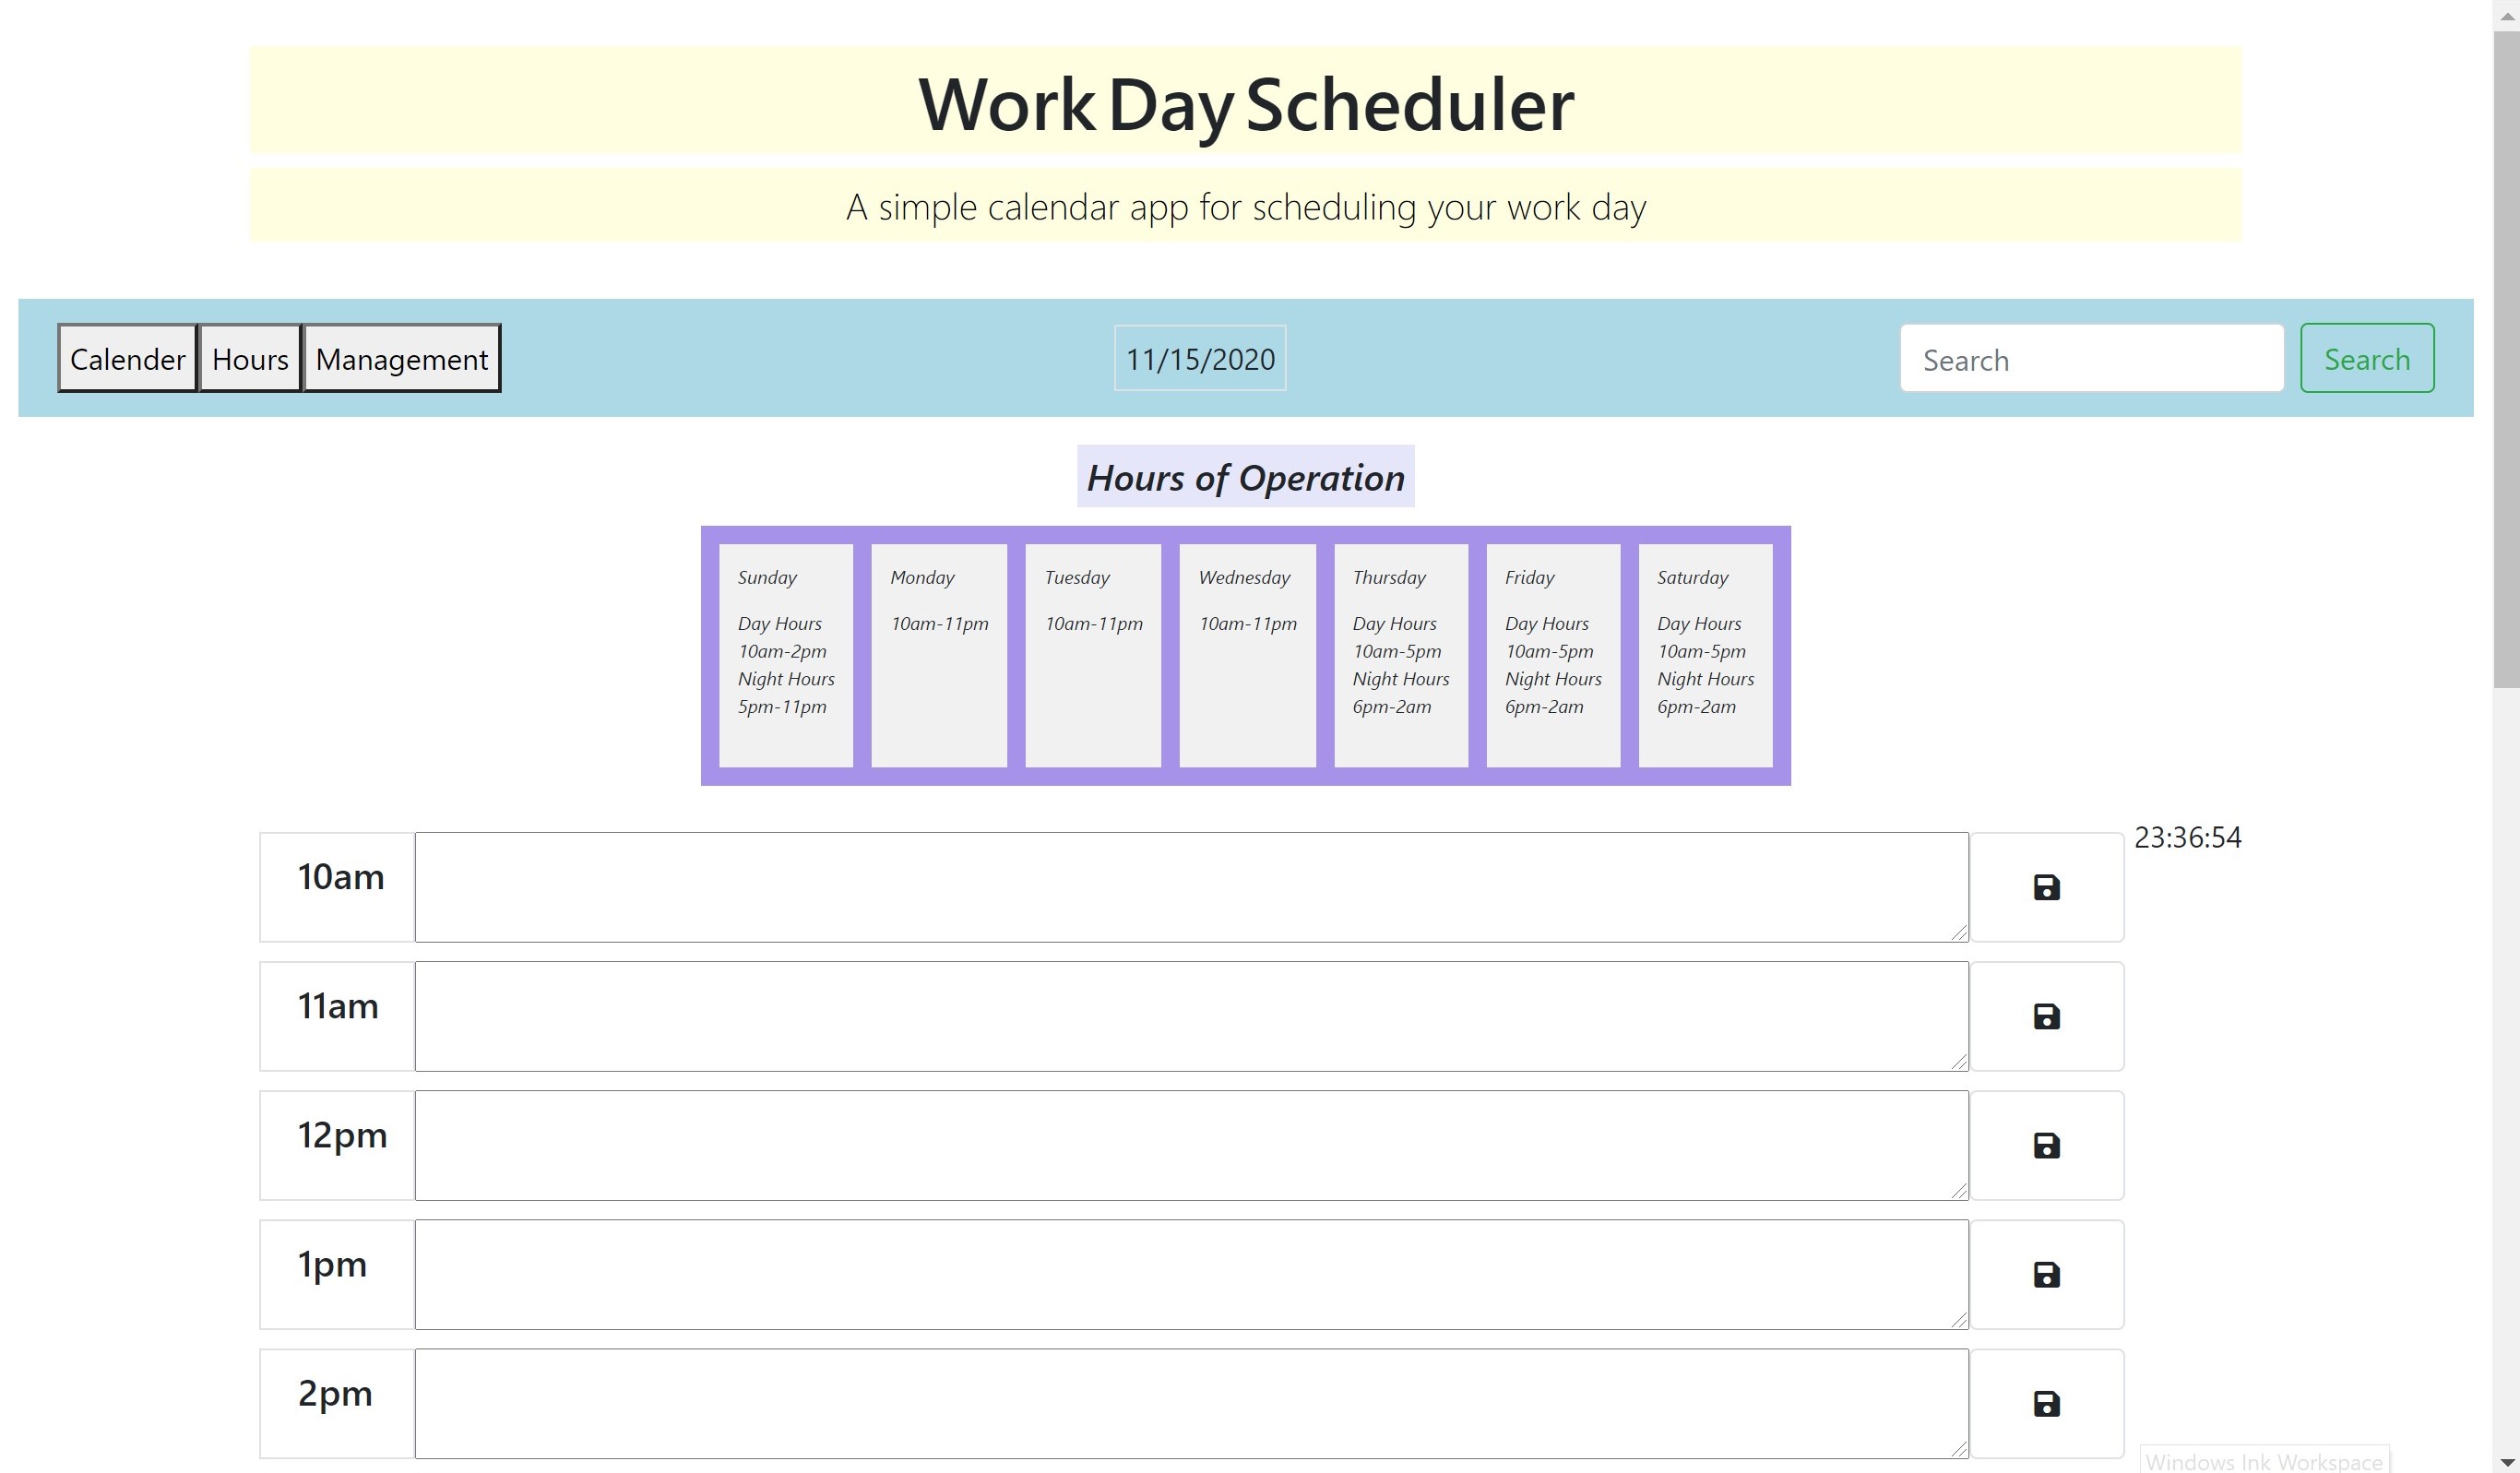 Work Day Scheduler
A simple calendar app for scheduling your work day
Calender Hours Management 11/15/2020 Search Search
Hours of Operation
Sunday
Day Hours
10am-2pm
Night Hours
5pm-11pm
Monday
10am-11pm
Tuesday
10am-11pm
Wednesday
10am-11pm
Thursday
Day Hours
10am-5pm
Night Hours
6pm-2am
Friday
Day Hours
10am-5pm
Night Hours
6pm-2am
Saturday
Day Hours
10am-5pm
Night Hours
6pm-2am
23:36:54
10am
11am
12pm
1pm
2pm
Windows Ink Workspace